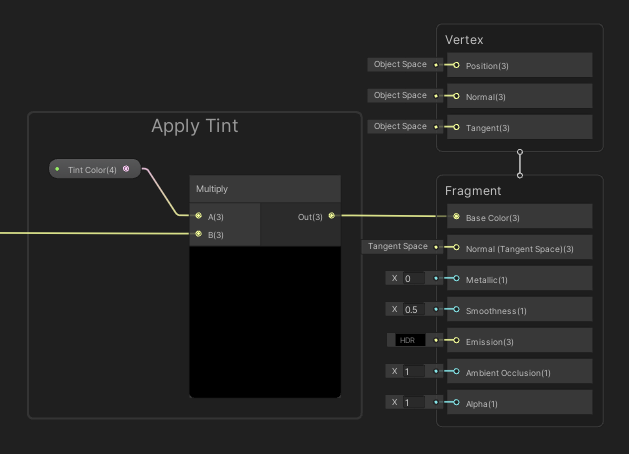 Vertex
Object Space
Position(3)
Object Space
Normal(3)
Object Space
Tangent(3)
Apply Tint
Tint Color(4)
Multiply
A(3)
Out(3)
B(3)
Fragment
Base Color(3)
Tangent Space
Normal (Tangent Space)(3)
X 0
Metallic(1)
X 0.5
Smoothness(1)
HDR
Emission(3)
X 1
Ambient Occlusion(1)
X 1
Alpha(1)